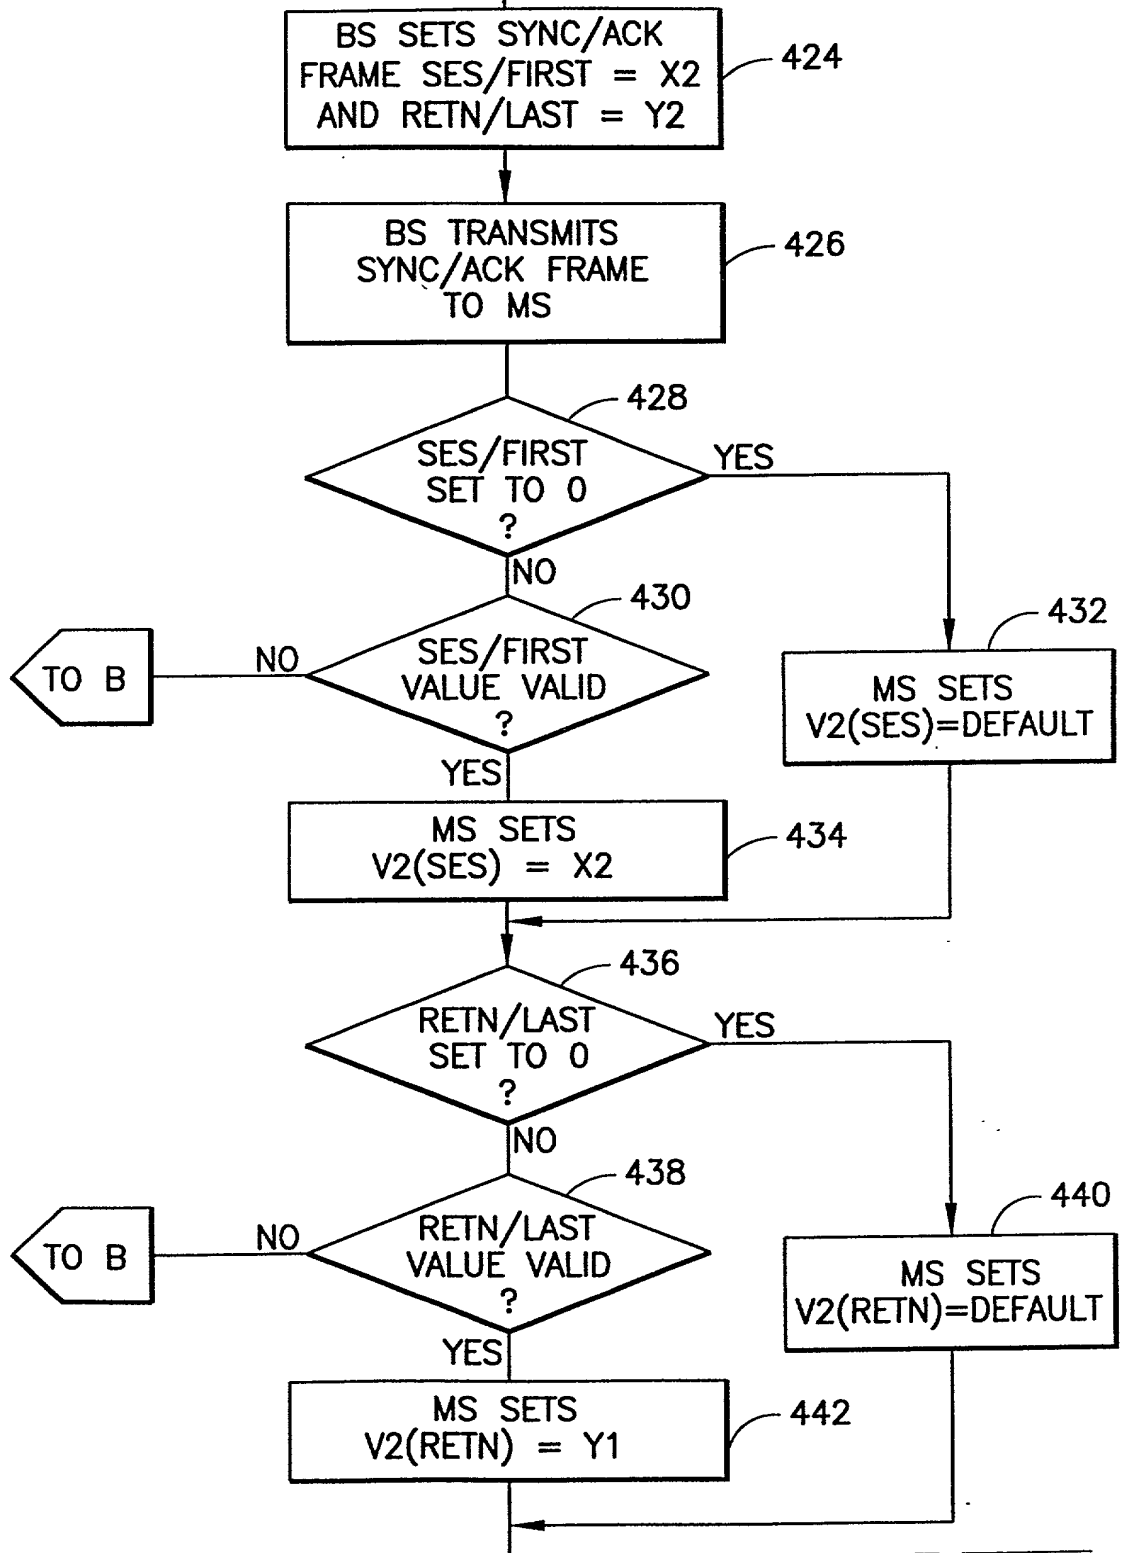 BS SETS SYNC/ACK
FRAME SES/FIRST = X2
AND RETN/LAST = Y2
424
BS TRANSMITS
SYNC/ACK FRAME
TO MS
426
428
SES/FIRST
SET TO 0
?
YES
NO
430
SES/FIRST
VALUE VALID
?
NO
TO B
YES
432
MS SETS
V2(SES)=DEFAULT
MS SETS
V2(SES) = X2
434
436
RETN/LAST
SET TO 0
?
YES
NO
438
RETN/LAST
VALUE VALID
?
NO
TO B
YES
440
MS SETS
V2(RETN)=DEFAULT
MS SETS
V2(RETN) = Y1
442